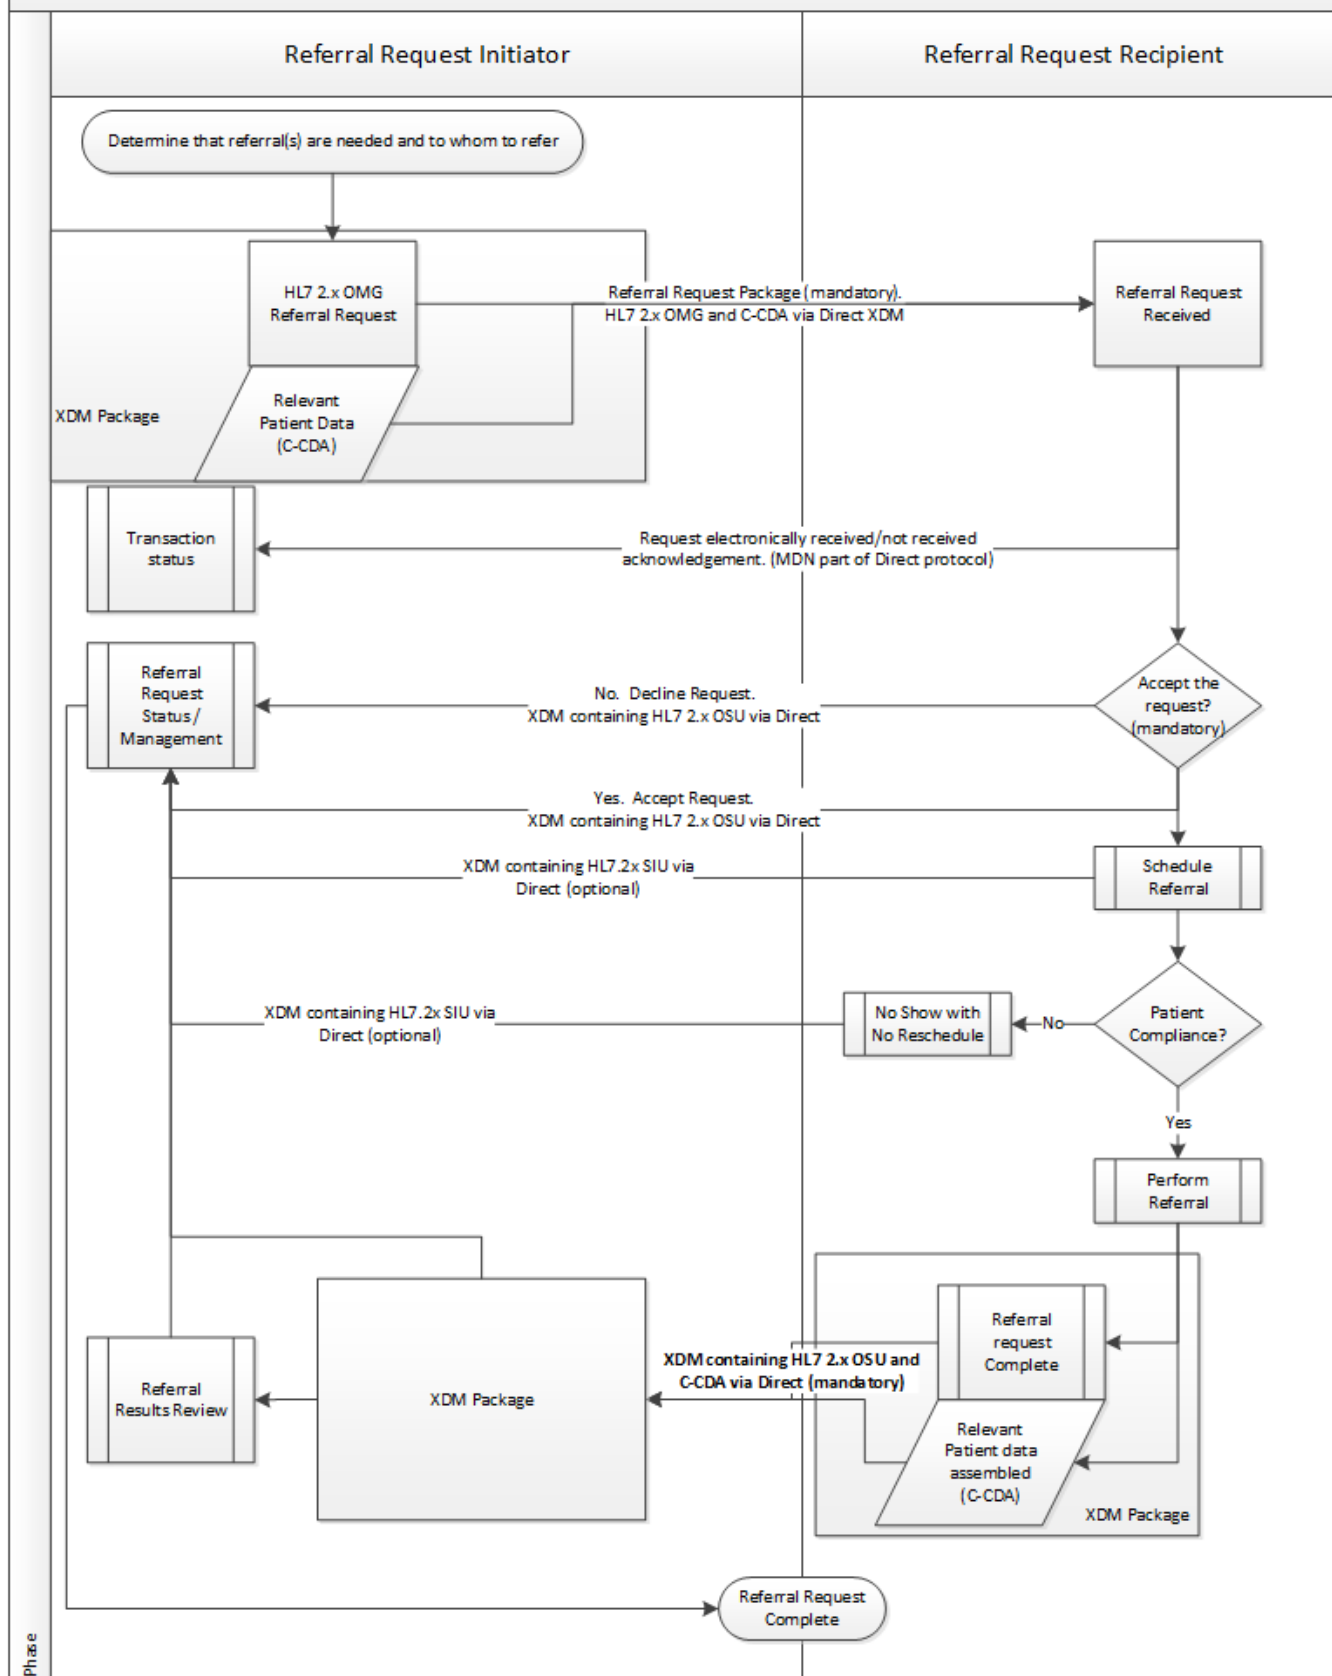 Referral Request Initiator
Referral Request Recipient
Determine that referral(s) are needed and to whom to refer
HL7 2.x OMG
Referral Request
Referral Request Package (mandatory).
HL7 2.x OMG and C-CDA via Direct XDM
Referral Request
Received
XDM Package
Relevant
Patient Data
(C-CDA)
Transaction
status
Request electronically received/not received
acknowledgement. (MDN part of Direct protocol)
Referral
Request
Status /
Management
No.  Decline Request.
XDM containing HL7 2.x OSU via Direct
Accept the
request?
(mandatory)
Yes.  Accept Request.
XDM containing HL7 2.x OSU via Direct
XDM containing HL7.2x SIU via
Direct (optional)
Schedule
Referral
XDM containing HL7.2x SIU via
Direct (optional)
No Show with
No Reschedule
No
Patient
Compliance?
Yes
Perform
Referral
Referral
request
Complete
XDM containing HL7 2.x OSU and
C-CDA via Direct (mandatory)
XDM Package
Referral
Results Review
Relevant
Patient data
assembled
(C-CDA)
XDM Package
Referral Request
Complete
Phase